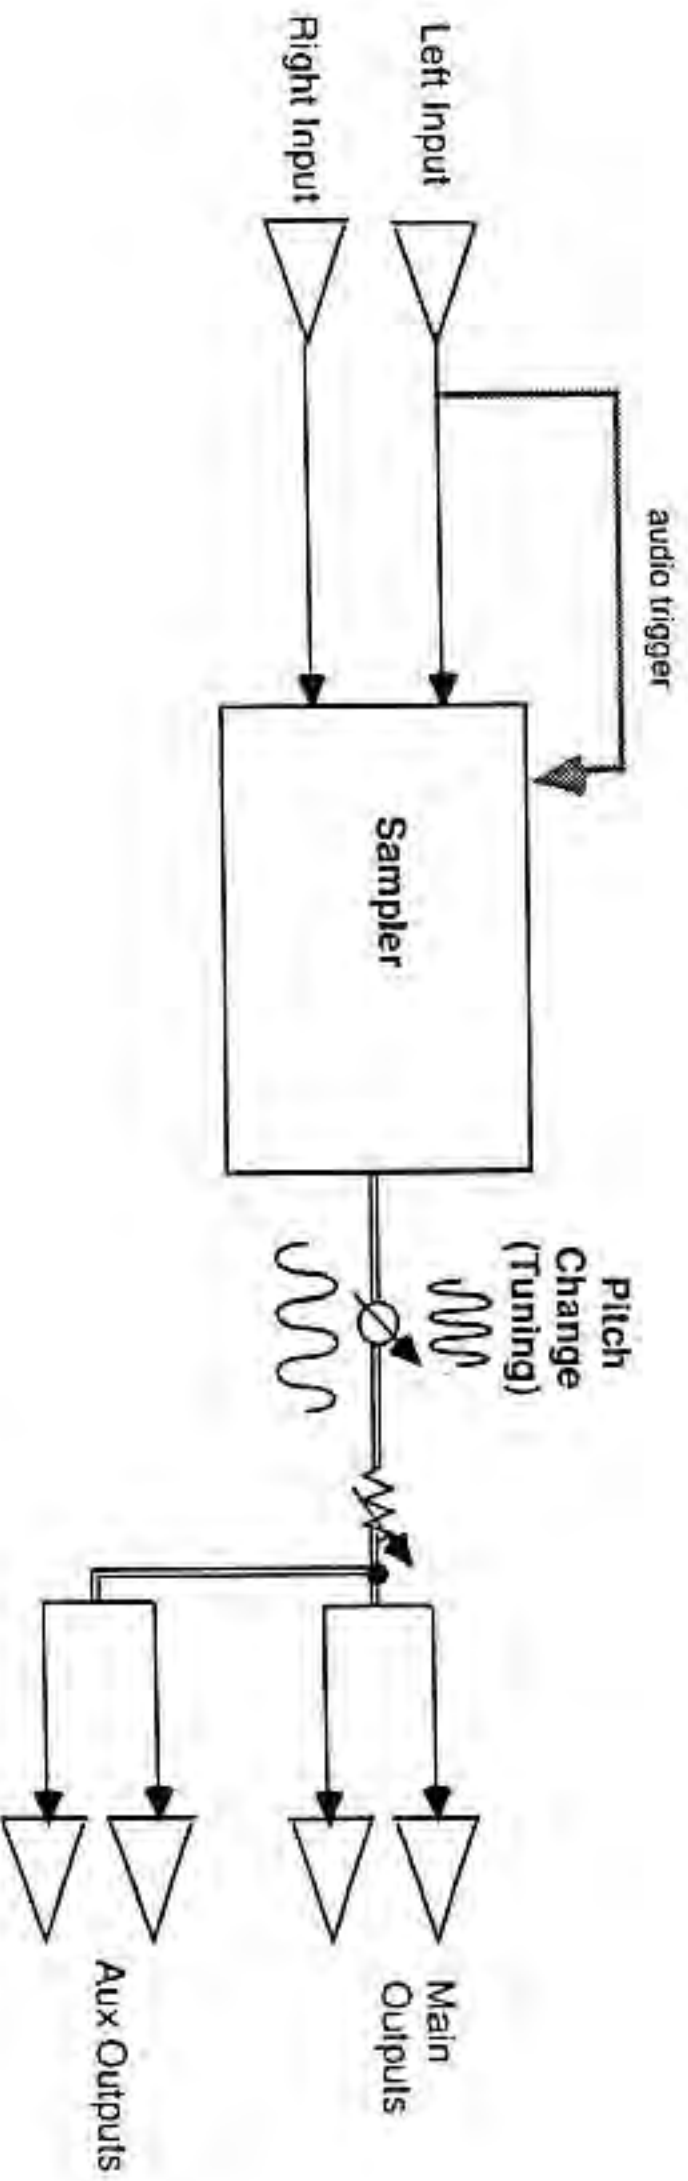 audio trigger
Left Input
Right Input
Sampler
Pitch
Change
(Tuning)
Main
Outputs
Aux Outputs